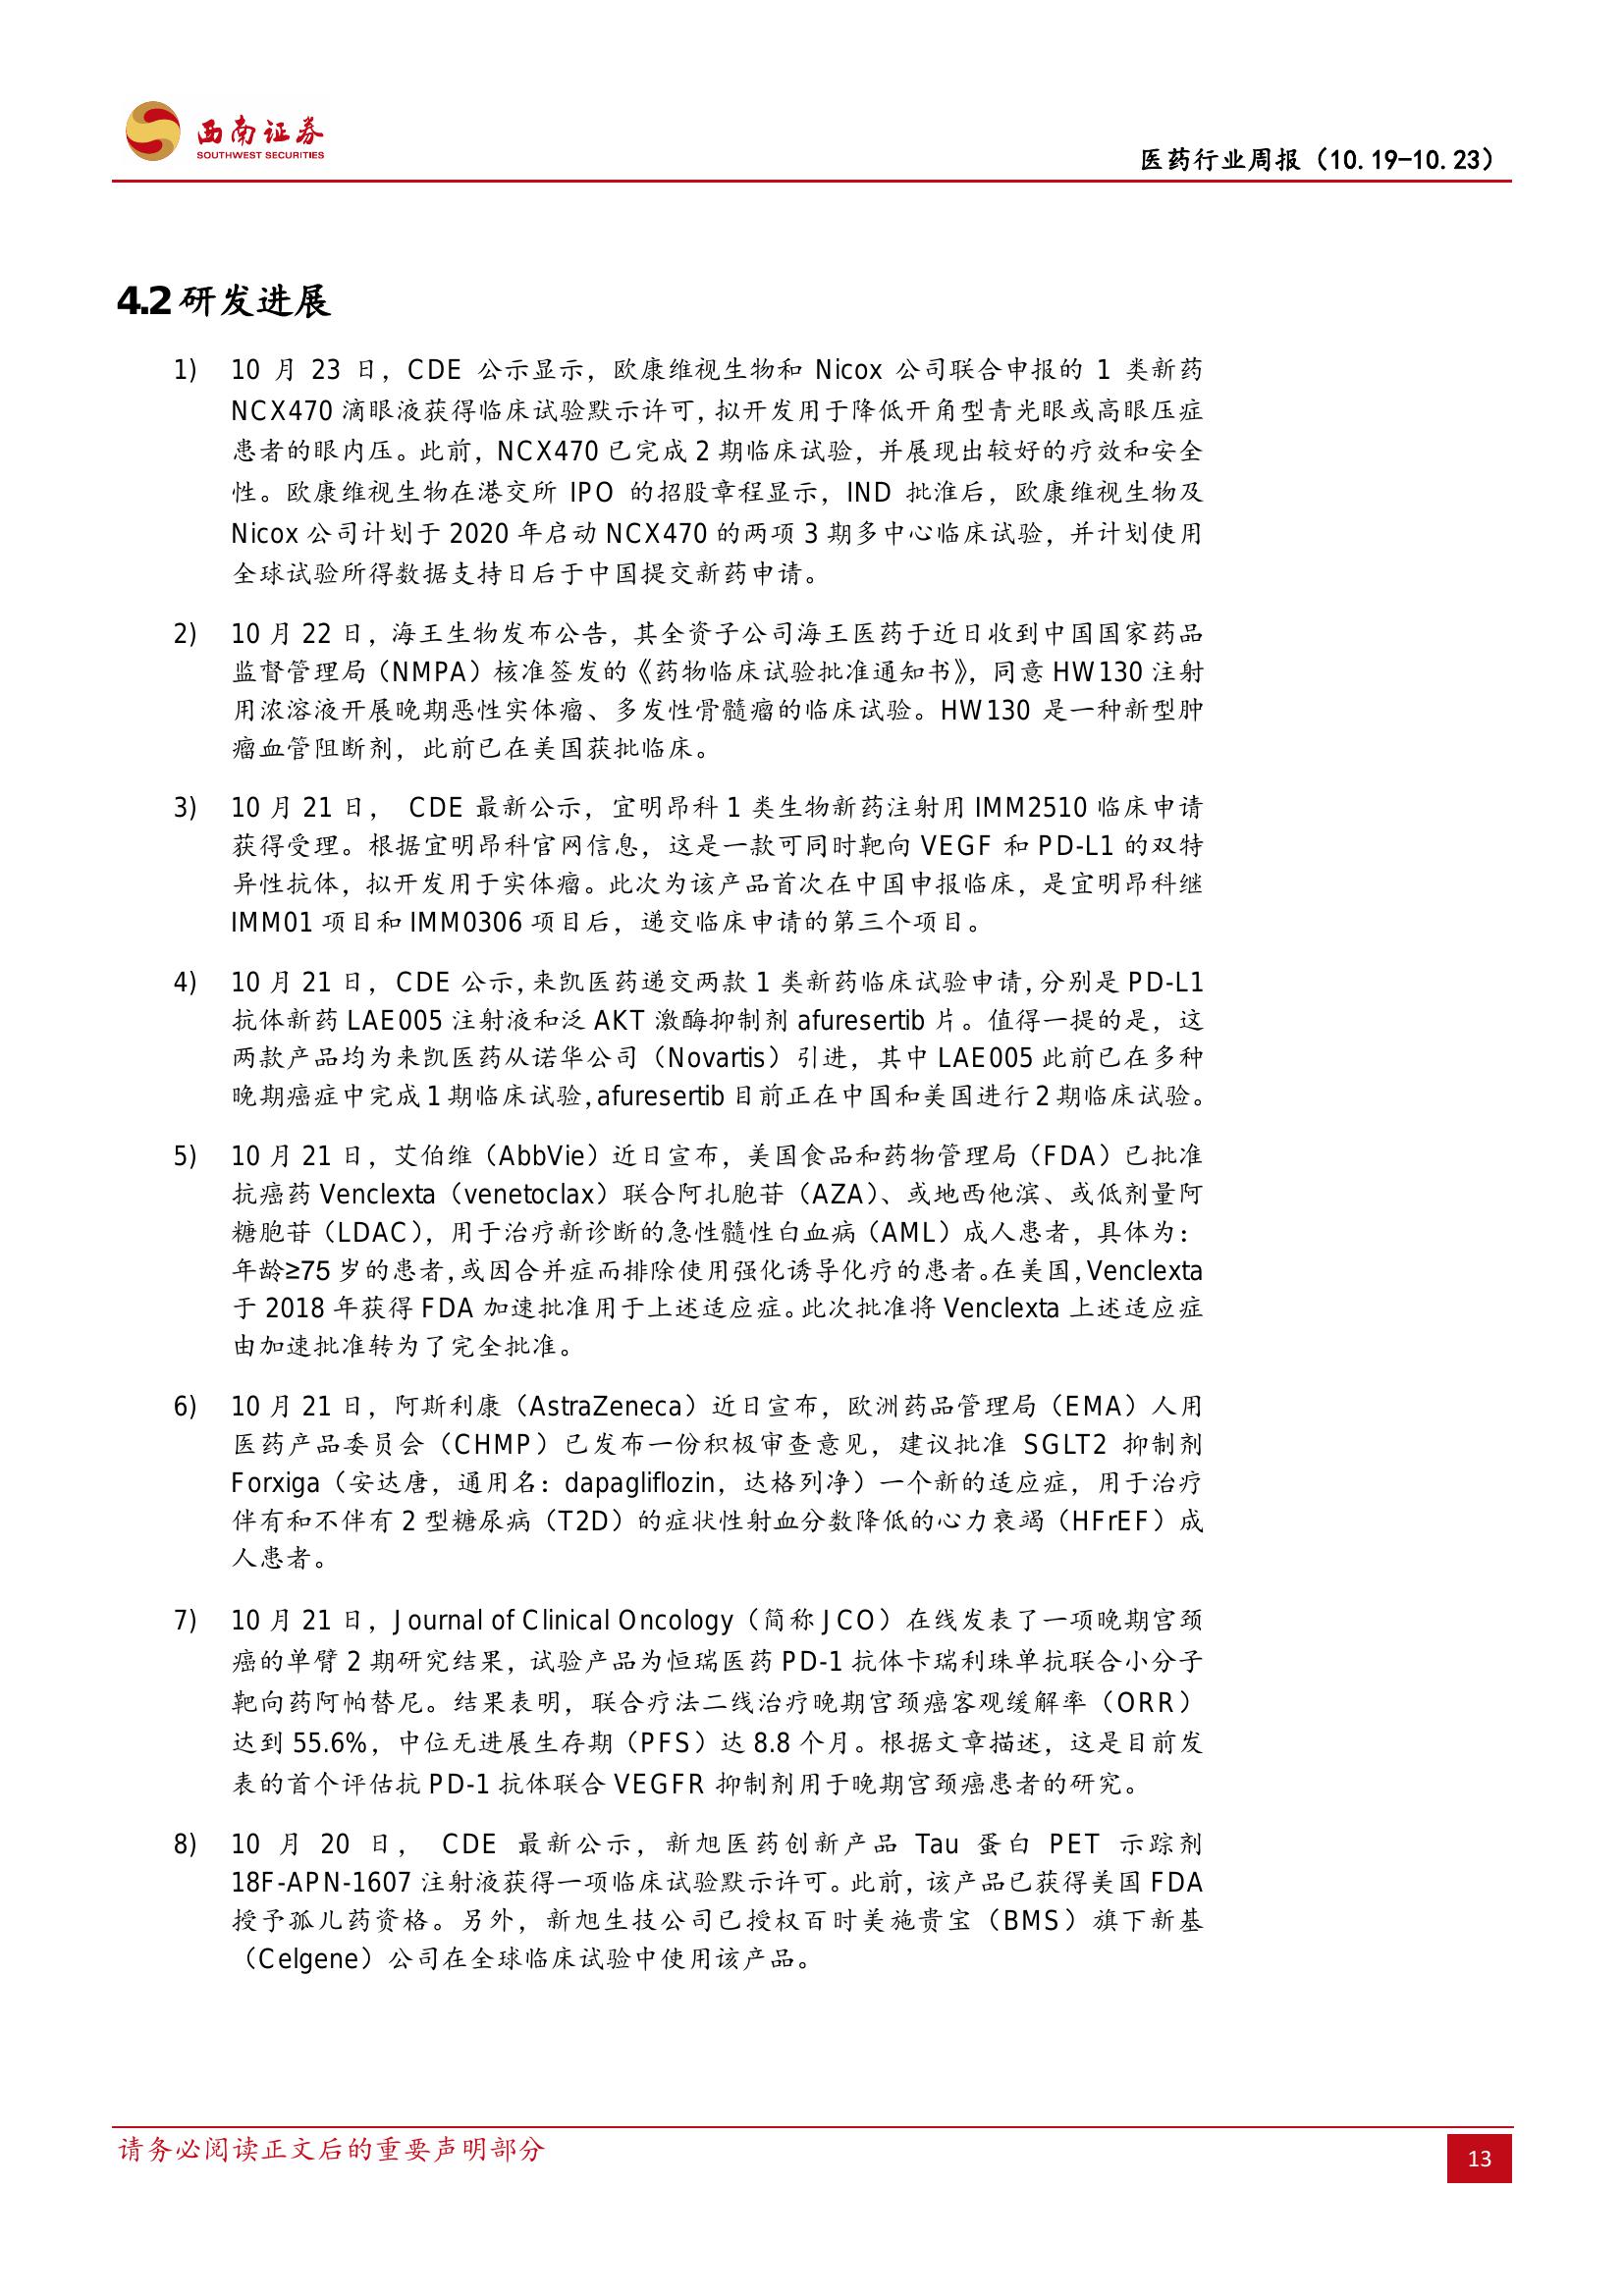 西南证券
SOUTHWEST SECURITIES
医药行业周报（10.19-10.23）
4.2 研发进展
1) 10 月 23 日，CDE 公示显示，欧康维视生物和 Nicox 公司联合申报的 1 类新药
NCX470 滴眼液获得临床试验默示许可，拟开发用于降低开角型青光眼或高眼压症
患者的眼内压。此前，NCX470 已完成 2 期临床试验，并展现出较好的疗效和安全
性。欧康维视生物在港交所 IPO 的招股章程显示，IND 批准后，欧康维视生物及
Nicox 公司计划于 2020 年启动 NCX470 的两项 3 期多中心临床试验，并计划使用
全球试验所得数据支持日后于中国提交新药申请。
2) 10 月 22 日，海王生物发布公告，其全资子公司海王医药于近日收到中国国家药品
监督管理局（NMPA）核准签发的《药物临床试验批准通知书》，同意 HW130 注射
用浓溶液开展晚期恶性实体瘤、多发性骨髓瘤的临床试验。HW130 是一种新型肿
瘤血管阻断剂，此前已在美国获批临床。
3) 10 月 21 日， CDE 最新公示，宜明昂科 1 类生物新药注射用 IMM2510 临床申请
获得受理。根据宜明昂科官网信息，这是一款可同时靶向 VEGF 和 PD-L1 的双特
异性抗体，拟开发用于实体瘤。此次为该产品首次在中国申报临床，是宜明昂科继
IMM01 项目和 IMM0306 项目后，递交临床申请的第三个项目。
4) 10 月 21 日， CDE 公示，来凯医药递交两款 1 类新药临床试验申请，分别是 PD-L1
抗体新药 LAE005 注射液和泛 AKT 激酶抑制剂 afuresertib 片。值得一提的是，这
两款产品均为来凯医药从诺华公司（Novartis）引进，其中 LAE005 此前已在多种
晚期癌症中完成 1 期临床试验，afuresertib 目前正在中国和美国进行 2 期临床试验。
5) 10 月 21 日，艾伯维（AbbVie）近日宣布，美国食品和药物管理局（FDA）已批准
抗癌药 Venclexta（venetoclax）联合阿扎胞苷（AZA）、或地西他滨、或低剂量阿
糖胞苷（LDAC），用于治疗新诊断的急性髓性白血病（AML）成人患者，具体为：
年龄≥75 岁的患者，或因合并症而排除使用强化诱导化疗的患者。在美国，Venclexta
于 2018 年获得 FDA 加速批准用于上述适应症。此次批准将 Venclexta 上述适应症
由加速批准转为了完全批准。
6) 10 月 21 日，阿斯利康（AstraZeneca）近日宣布，欧洲药品管理局（EMA）人用
医药产品委员会（CHMP）已发布一份积极审查意见，建议批准 SGLT2 抑制剂
Forxiga（安达唐，通用名：dapagliflozin，达格列净）一个新的适应症，用于治疗
伴有和不伴有 2 型糖尿病（T2D）的症状性射血分数降低的心力衰竭（HFrEF）成
人患者。
7) 10 月 21 日，Journal of Clinical Oncology（简称 JCO）在线发表了一项晚期宫颈
癌的单臂 2 期研究结果，试验产品为恒瑞医药 PD-1 抗体卡瑞利珠单抗联合小分子
靶向药阿帕替尼。结果表明，联合疗法二线治疗晚期宫颈癌客观缓解率（ORR）
达到 55.6%，中位无进展生存期（PFS）达 8.8 个月。根据文章描述，这是目前发
表的首个评估抗 PD-1 抗体联合 VEGFR 抑制剂用于晚期宫颈癌患者的研究。
8) 10 月 20 日， CDE 最新公示，新旭医药创新产品 Tau 蛋白 PET 示踪剂
18F-APN-1607 注射液获得一项临床试验默示许可。此前，该产品已获得美国 FDA
授予孤儿药资格。另外，新旭生技公司已授权百时美施贵宝（BMS）旗下新基
（Celgene）公司在全球临床试验中使用该产品。
请务必阅读正文后的重要声明部分
13